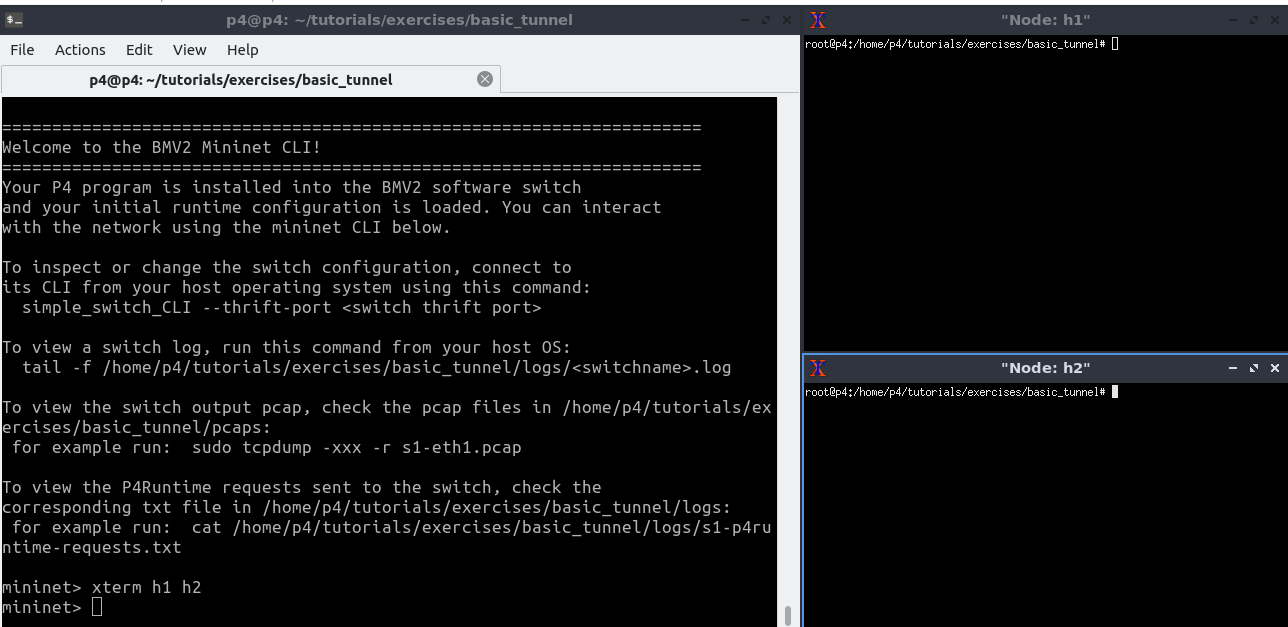 p4@p4: ~/tutorials/exercises/basic_tunnel
File Actions Edit View Help
p4@p4: ~/tutorials/exercises/basic_tunnel
======================================================================
Welcome to the BMV2 Mininet CLI!
======================================================================
Your P4 program is installed into the BMV2 software switch
and your initial runtime configuration is loaded. You can interact
with the network using the mininet CLI below.
To inspect or change the switch configuration, connect to
its CLI from your host operating system using this command:
  simple_switch_CLI --thrift-port <switch thrift port>
To view a switch log, run this command from your host OS:
  tail -f /home/p4/tutorials/exercises/basic_tunnel/logs/<switchname>.log
To view the switch output pcap, check the pcap files in /home/p4/tutorials/ex
ercises/basic_tunnel/pcaps:
 for example run:  sudo tcpdump -xxx -r s1-eth1.pcap
To view the P4Runtime requests sent to the switch, check the
corresponding txt file in /home/p4/tutorials/exercises/basic_tunnel/logs:
 for example run:  cat /home/p4/tutorials/exercises/basic_tunnel/logs/s1-p4ru
ntime-requests.txt
mininet> xterm h1 h2
mininet>
"Node: h1"
root@p4:/home/p4/tutorials/exercises/basic_tunnel#
"Node: h2"
root@p4:/home/p4/tutorials/exercises/basic_tunnel#